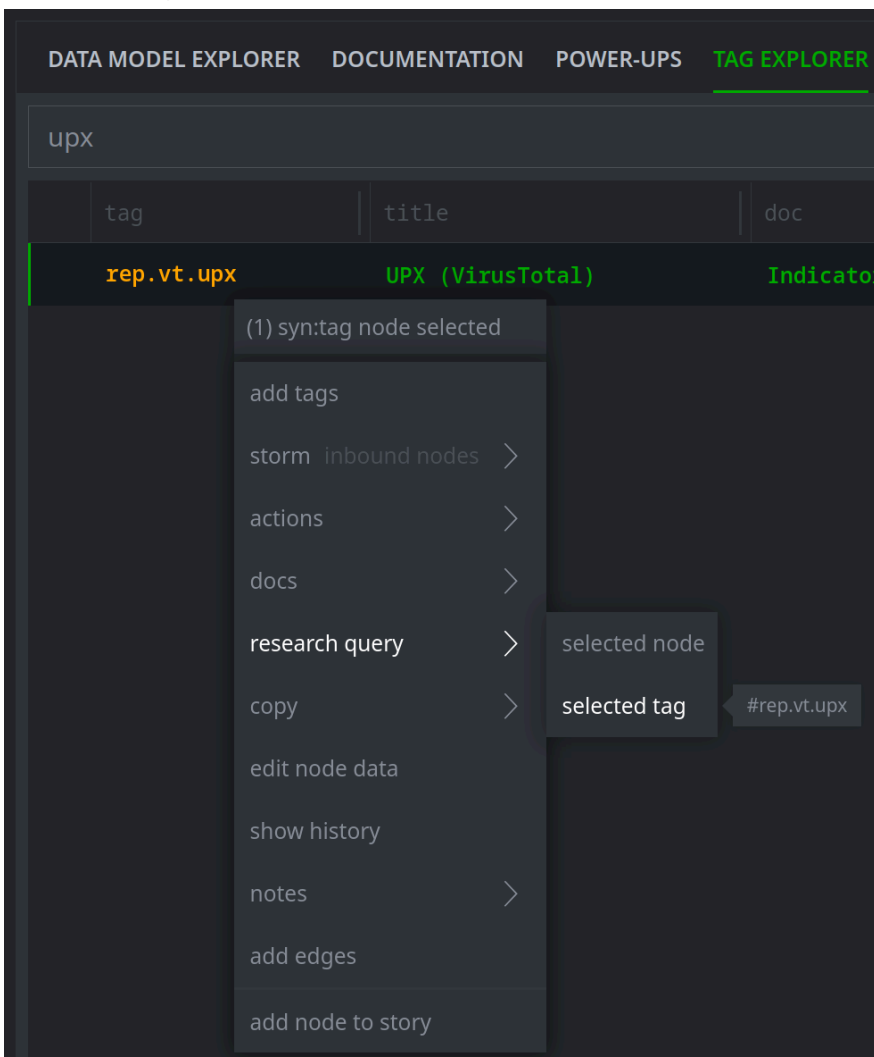 DATA MODEL EXPLORER DOCUMENTATION POWER-UPS TAG EXPLORER
upx
tag title doc
rep.vt.upx UPX (VirusTotal)
(1) syn:tag node selected
add tags
storm inbound nodes
actions
docs
research query selected node
copy selected tag #rep.vt.upx
edit node data
show history
notes
add edges
add node to story